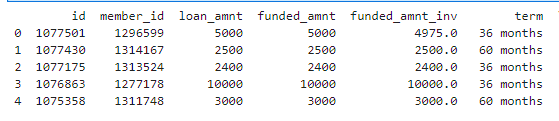 id member_id loan_amnt funded_amnt funded_amnt_inv term
0 1077501 1296599 5000 5000 4975.0 36 months
1 1077430 1314167 2500 2500 2500.0 60 months
2 1077175 1313524 2400 2400 2400.0 36 months
3 1076863 1277178 10000 10000 10000.0 36 months
4 1075358 1311748 3000 3000 3000.0 60 months